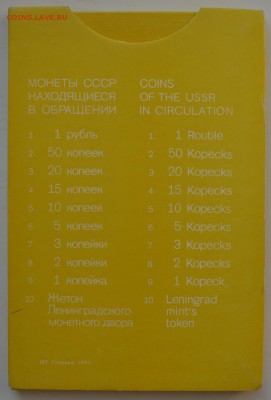 COINS.LAVE.RU
МОНЕТЫ СССР
НАХОДЯЩИЕСЯ
В ОБРАЩЕНИИ
1. 1 рубль
2. 50 копеек
3. 20 копеек
4. 15 копеек
5. 10 копеек
6. 5 копеек
7. 3 копейки
8. 2 копейки
9. 1 копейка
10. Жетон
Ленинградского
монетного двора
COINS
OF THE USSR
IN CIRCULATION
1. 1 Rouble
2. 50 Kopecks
3. 20 Kopecks
4. 15 Kopecks
5. 10 Kopecks
6. 5 Kopecks
7. 3 Kopecks
8. 2 Kopecks
9. 1 Kopeck
10. Leningrad
mint's
token